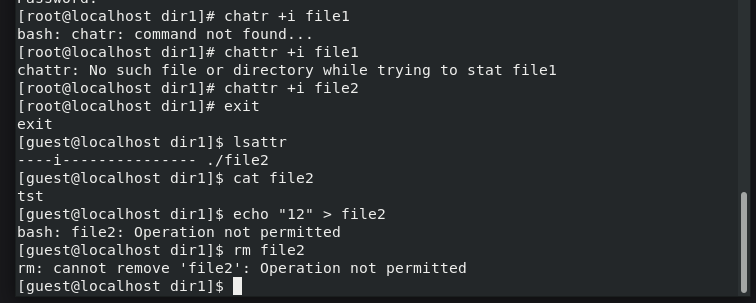 Password:
[root@localhost dir1]# chatr +i file1
bash: chatr: command not found...
[root@localhost dir1]# chattr +i file1
chattr: No such file or directory while trying to stat file1
[root@localhost dir1]# chattr +i file2
[root@localhost dir1]# exit
exit
[guest@localhost dir1]$ lsattr
----i--------------- ./file2
[guest@localhost dir1]$ cat file2
tst
[guest@localhost dir1]$ echo "12" > file2
bash: file2: Operation not permitted
[guest@localhost dir1]$ rm file2
rm: cannot remove 'file2': Operation not permitted
[guest@localhost dir1]$